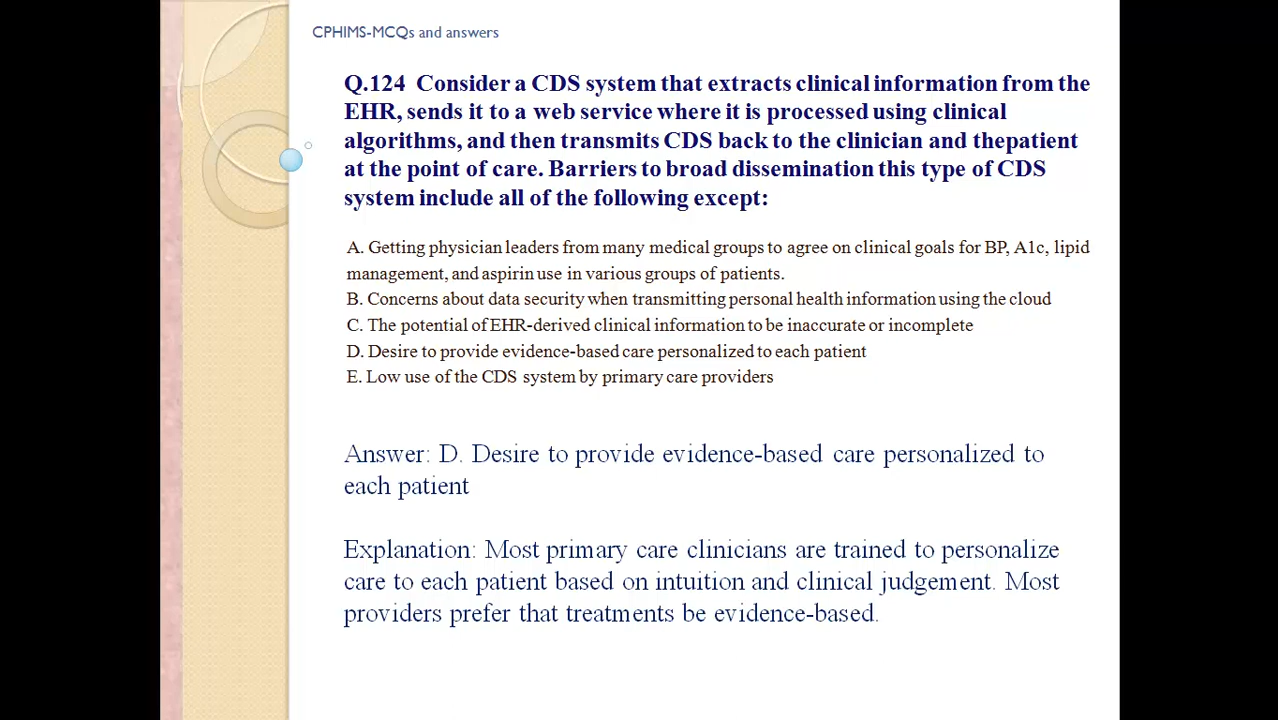 CPHIMS-MCQs and answers
Q.124 Consider a CDS system that extracts clinical information from the
EHR, sends it to a web service where it is processed using clinical
algorithms, and then transmits CDS back to the clinician and thepatient
at the point of care. Barriers to broad dissemination this type of CDS
system include all of the following except:
A. Getting physician leaders from many medical groups to agree on clinical goals for BP, A1c, lipid
management, and aspirin use in various groups of patients.
B. Concerns about data security when transmitting personal health information using the cloud
C. The potential of EHR-derived clinical information to be inaccurate or incomplete
D. Desire to provide evidence-based care personalized to each patient
E. Low use of the CDS system by primary care providers
Answer: D. Desire to provide evidence-based care personalized to
each patient
Explanation: Most primary care clinicians are trained to personalize
care to each patient based on intuition and clinical judgement. Most
providers prefer that treatments be evidence-based.